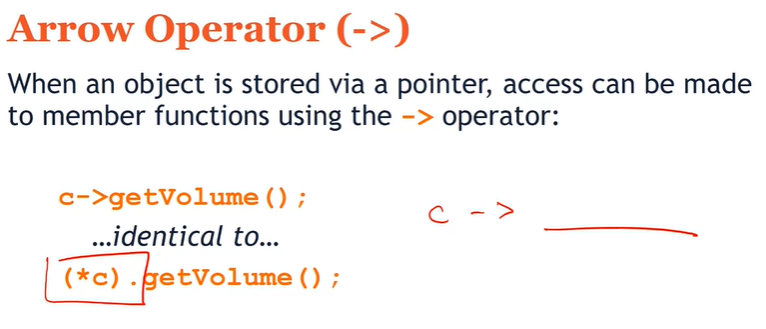 Arrow Operator (->)
When an object is stored via a pointer, access can be made
to member functions using the -> operator:
c->getVolume();
…identical to…
(*c).getVolume();
c ->